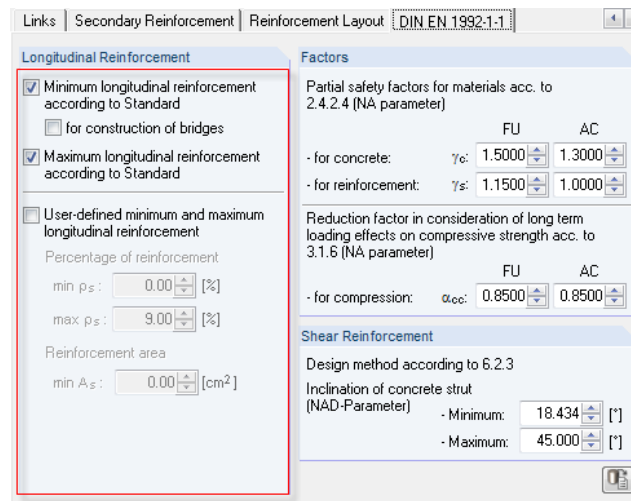 Links
Secondary Reinforcement
Reinforcement Layout
DIN EN 1992-1-1
Longitudinal Reinforcement
Minimum longitudinal reinforcement
according to Standard
for construction of bridges
Maximum longitudinal reinforcement
according to Standard
User-defined minimum and maximum
longitudinal reinforcement
Percentage of reinforcement
min ρs: 0.00 [%]
max ρs: 9.00 [%]
Reinforcement area
min As: 0.00 [cm²]
Factors
Partial safety factors for materials acc. to
2.4.2.4 (NA parameter)
FU AC
- for concrete: γc: 1.5000 1.3000
- for reinforcement: γs: 1.1500 1.0000
Reduction factor in consideration of long term
loading effects on compressive strength acc. to
3.1.6 (NA parameter)
FU AC
- for compression: αcc: 0.8500 0.8500
Shear Reinforcement
Design method according to 6.2.3
Inclination of concrete strut
(NAD-Parameter) - Minimum: 18.434 [°]
- Maximum: 45.000 [°]